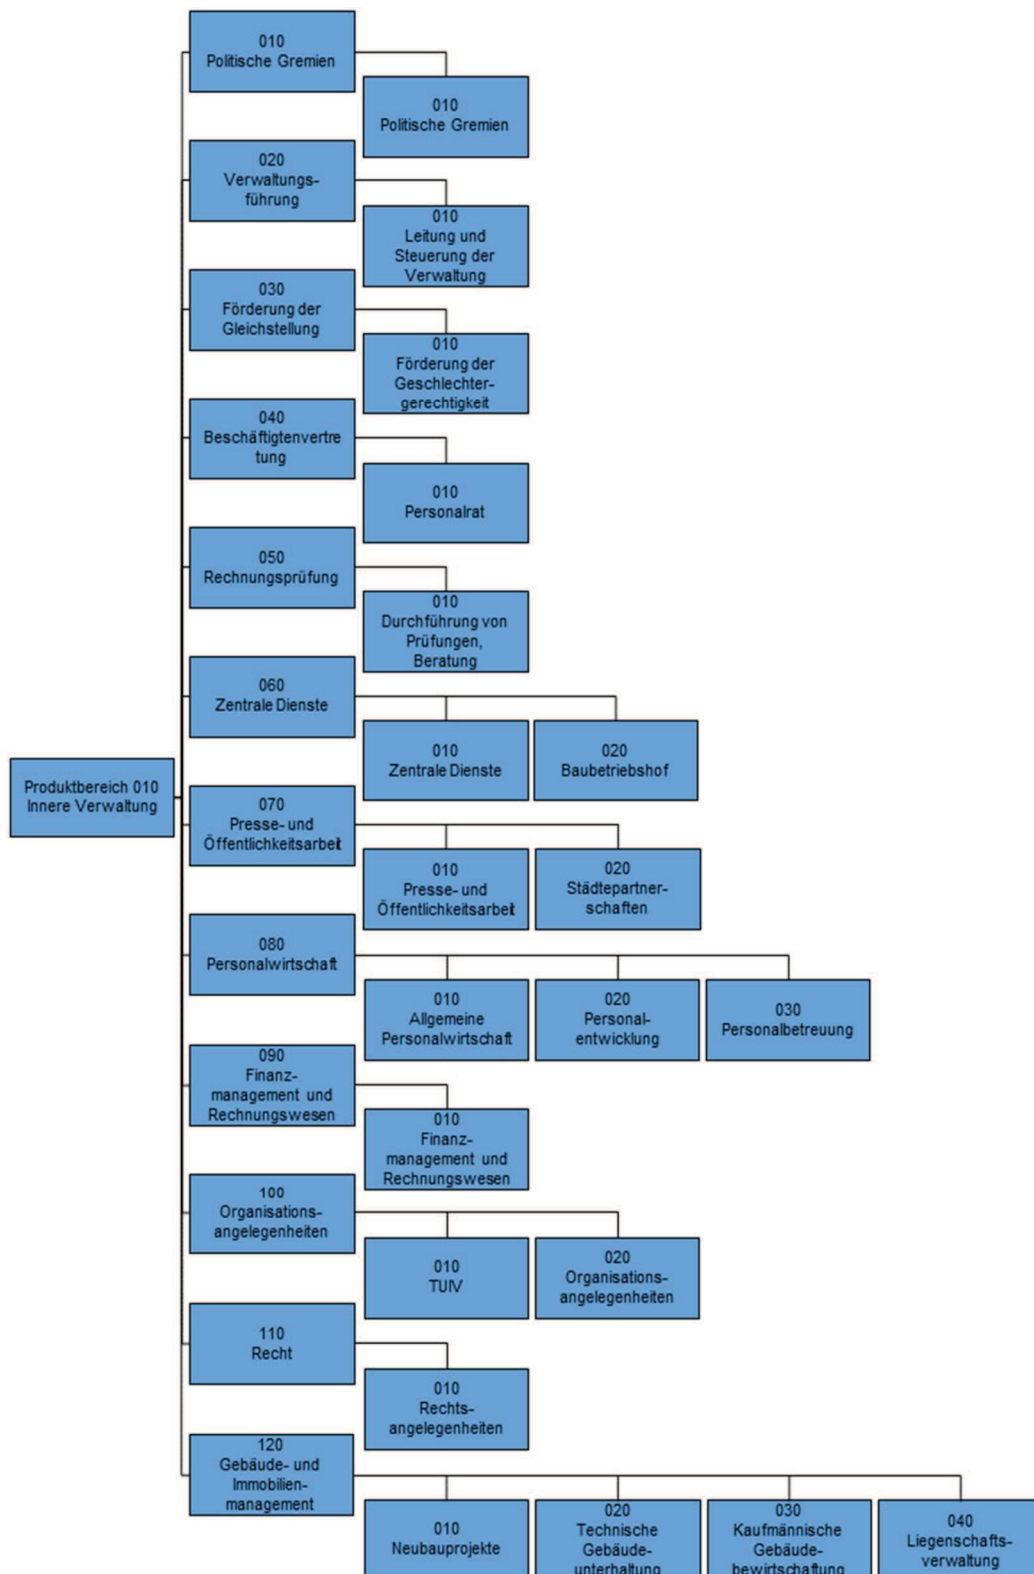 010
Politische Gremien
010
Politische Gremien
020
Verwaltungs-
führung
010
Leitung und
Steuerung der
Verwaltung
030
Förderung der
Gleichstellung
010
Förderung der
Geschlechter-
gerechtigkeit
040
Beschäftigtenvertre
tung
010
Personalrat
050
Rechnungsprüfung
010
Durchführung von
Prüfungen,
Beratung
060
Zentrale Dienste
010
Zentrale Dienste
020
Baubetriebshof
Produktbereich 010
Innere Verwaltung
070
Presse- und
Öffentlichkeitsarbeit
010
Presse- und
Öffentlichkeitsarbeit
020
Städtepartner-
schaften
080
Personalwirtschaft
010
Allgemeine
Personalwirtschaft
020
Personal-
entwicklung
030
Personalbetreuung
090
Finanz-
management und
Rechnungswesen
010
Finanz-
management und
Rechnungswesen
100
Organisations-
angelegenheiten
010
TUIV
020
Organisations-
angelegenheiten
110
Recht
010
Rechts-
angelegenheiten
120
Gebäude- und
Immobilien-
management
010
Neubauprojekte
020
Technische
Gebäude-
unterhaltung
030
Kaufmännische
Gebäude-
bewirtschaftung
040
Liegenschafts-
verwaltung